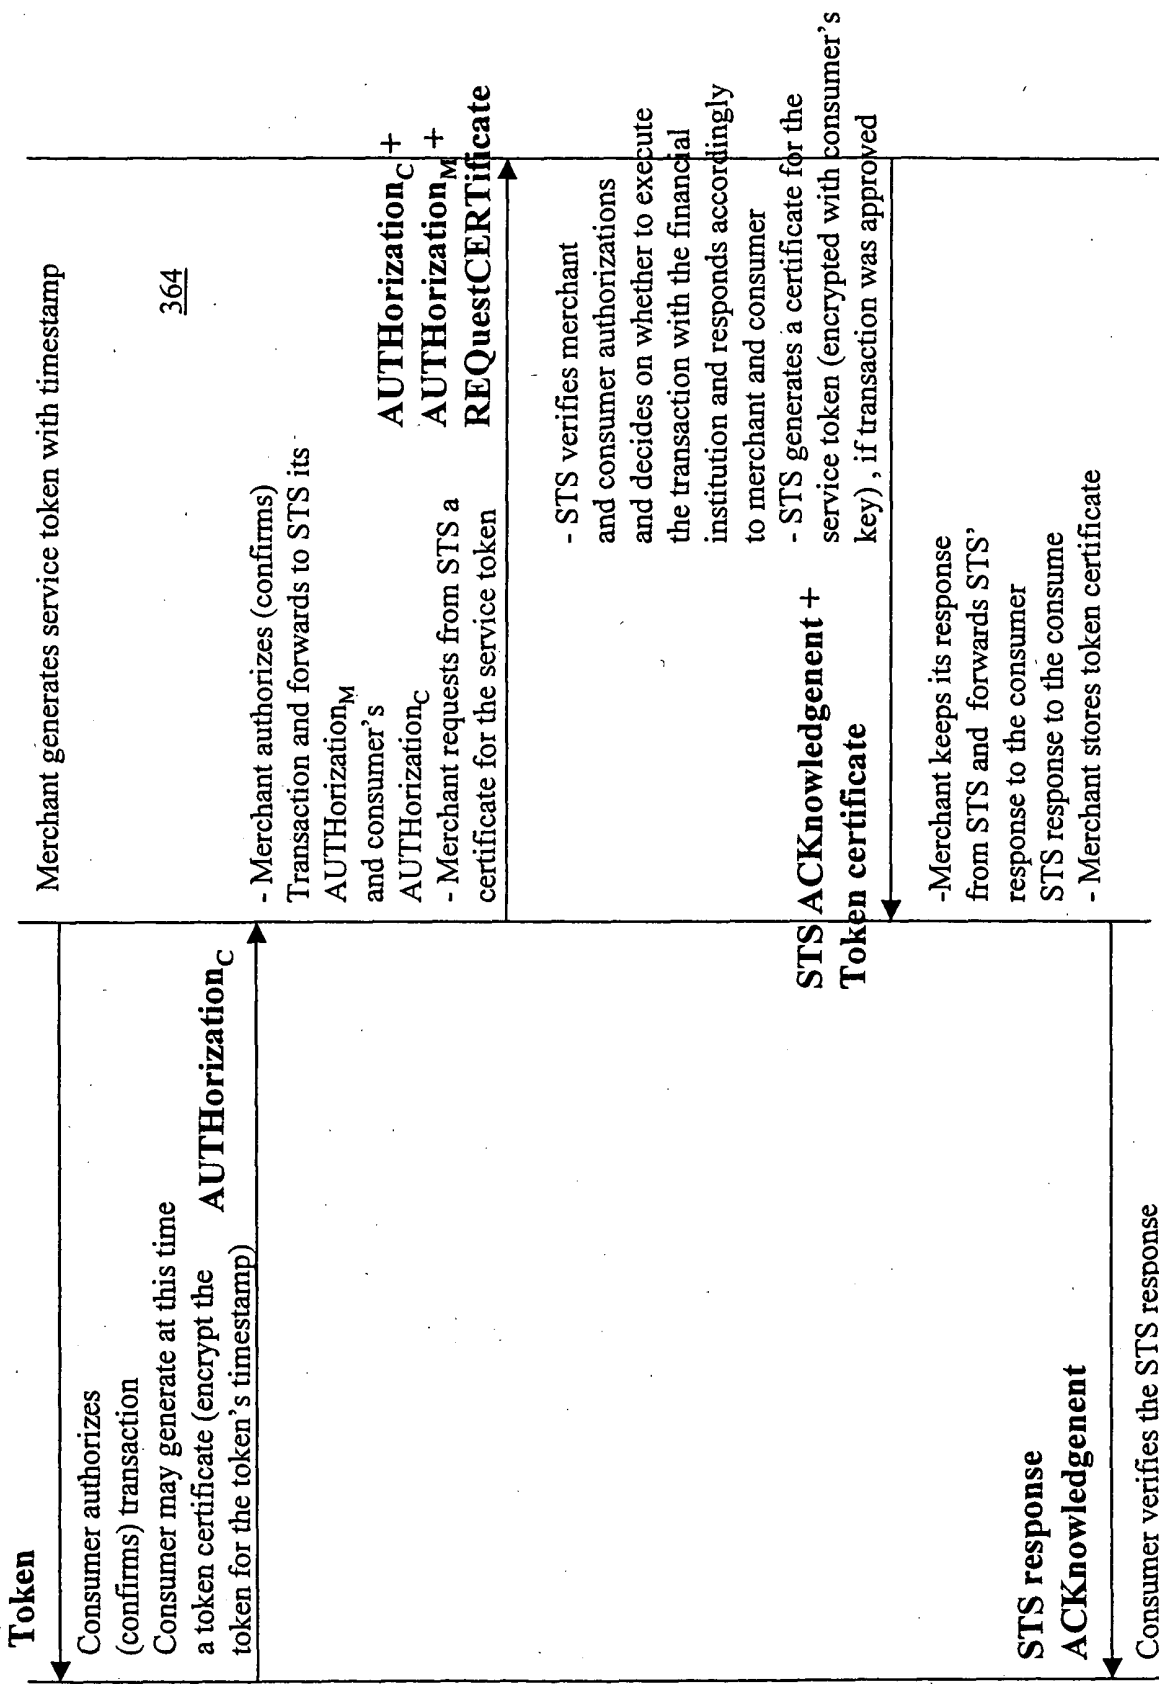 Merchant generates service token with timestamp
Token
364
Consumer authorizes
(confirms) transaction
Consumer may generate at this time
a token certificate (encrypt the
token for the token's timestamp)
AUTHorization_C
- Merchant authorizes (confirms)
Transaction and forwards to STS its
AUTHorization_M
and consumer's
AUTHorization_C
- Merchant requests from STS a
certificate for the service token
AUTHorization_C +
AUTHorization_M +
REQuestCERTificate
- STS verifies merchant
and consumer authorizations
and decides on whether to execute
the transaction with the financial
institution and responds accordingly
to merchant and consumer
- STS generates a certificate for the
service token (encrypted with consumer's
key) , if transaction was approved
STS ACKnowledgenent +
Token certificate
-Merchant keeps its response
from STS and forwards STS'
response to the consumer
STS response to the consume
- Merchant stores token certificate
STS response
ACKnowledgenent
Consumer verifies the STS response